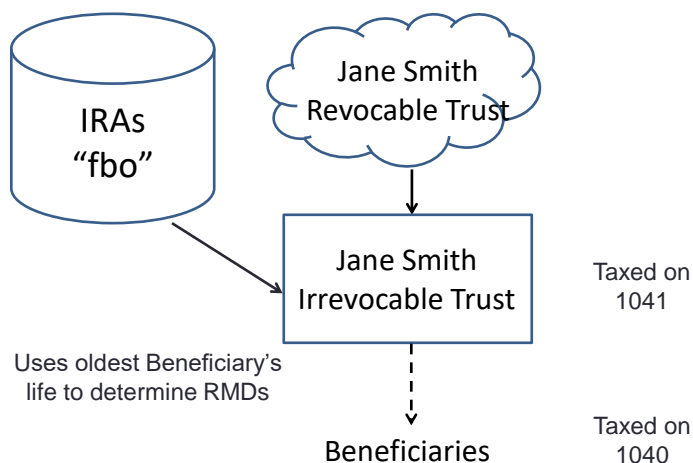 IRAs
“fbo”
Jane Smith
Revocable Trust
Jane Smith
Irrevocable Trust
Taxed on
1041
Uses oldest Beneficiary’s
life to determine RMDs
Beneficiaries
Taxed on
1040